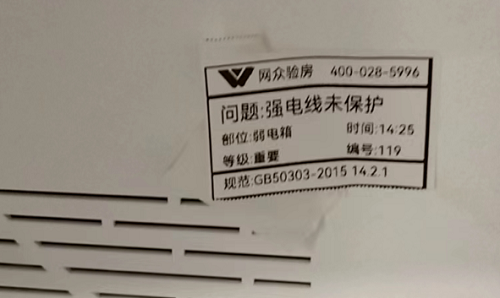 网众验房 400-028-5996
问题:强电线未保护
部位:弱电箱 时间:14:25
等级:重要 编号:119
规范:GB50303-2015 14.2.1